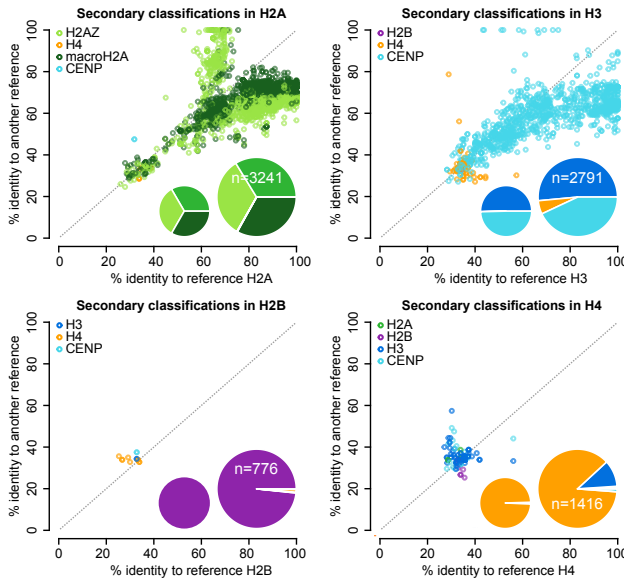 Secondary classifications in H2A
% identity to another reference
100
80
60
40
20
0
H2AZ
H4
macroH2A
CENP
n=3241
0 20 40 60 80 100
% identity to reference H2A
Secondary classifications in H3
% identity to another reference
100
80
60
40
20
0
H2B
H4
CENP
n=2791
0 20 40 60 80 100
% identity to reference H3
Secondary classifications in H2B
% identity to another reference
100
80
60
40
20
0
H3
H4
CENP
n=776
0 20 40 60 80 100
% identity to reference H2B
Secondary classifications in H4
% identity to another reference
100
80
60
40
20
0
H2A
H2B
H3
CENP
n=1416
0 20 40 60 80 100
% identity to reference H4